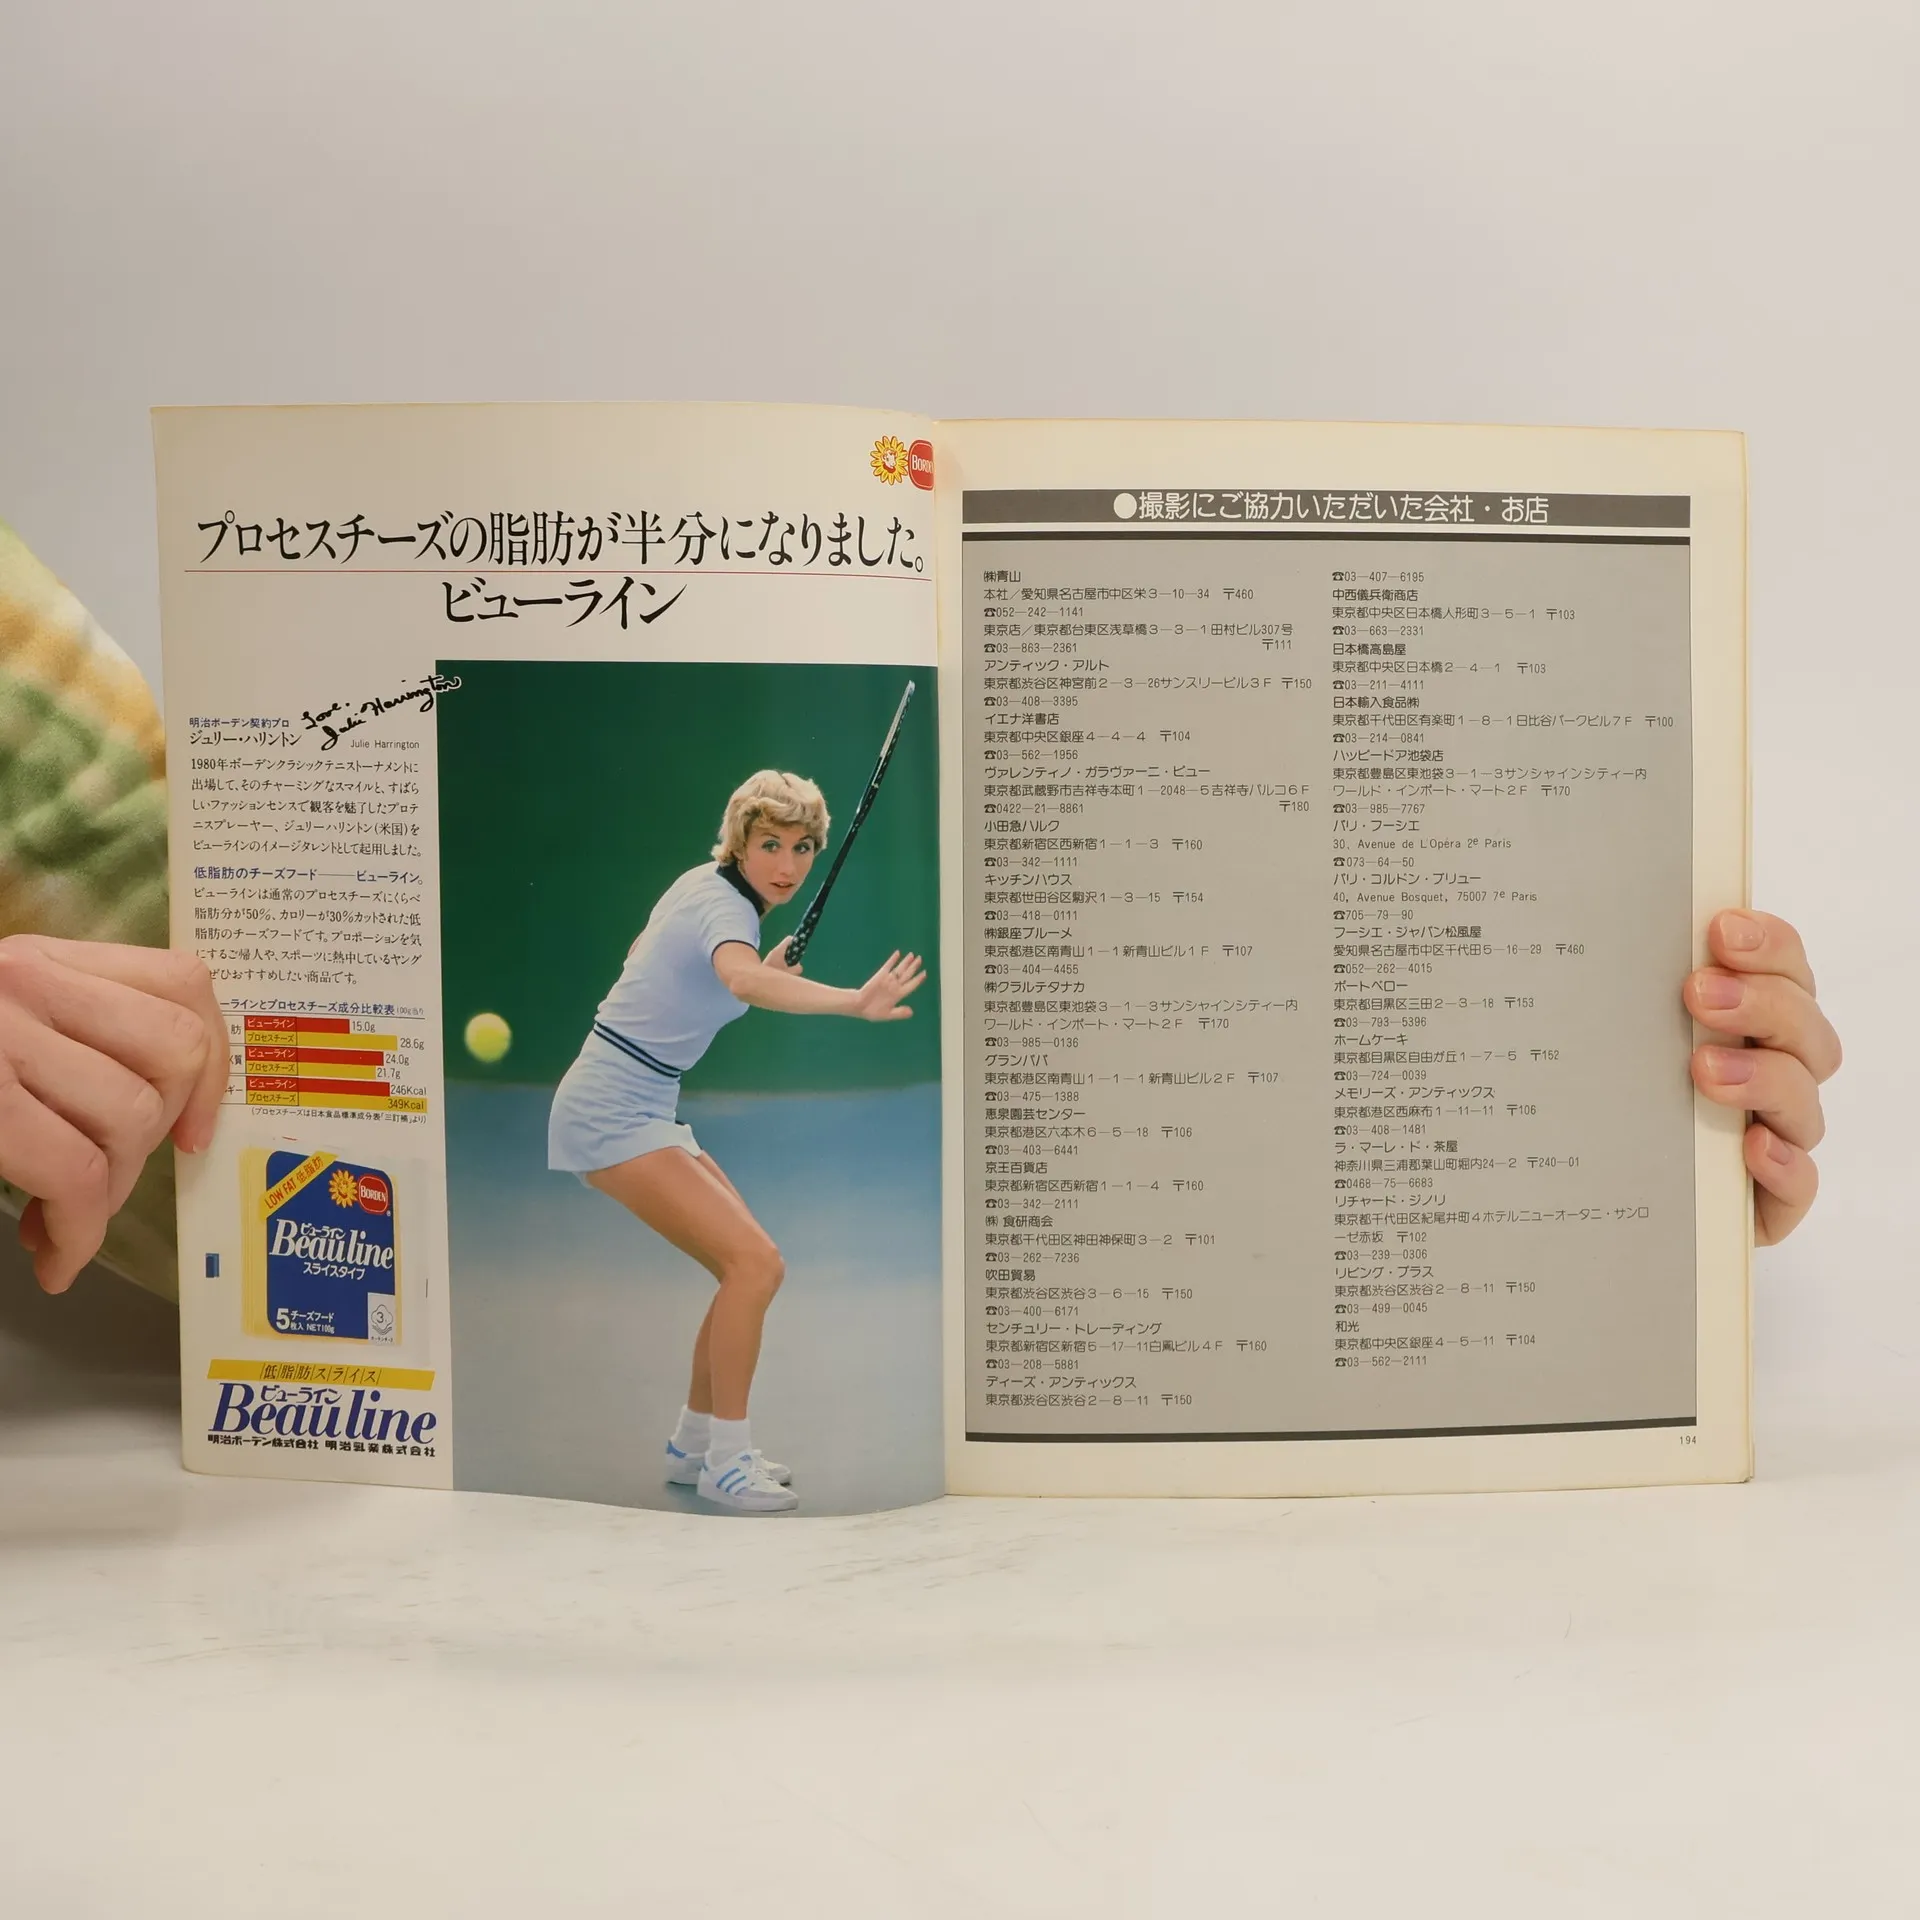 BORDEN
プロセスチーズの脂肪が半分になりました。
ビューライン
Love,
Julie Harrington
明治ボーデン契約プロ
ジュリー・ハリントン
Julie Harrington
1980年ボーデンクラシックテニストーナメントに
出場して、そのチャーミングなスマイルと、すばら
しいファッションセンスで観客を魅了したプロテ
ニスプレーヤー、ジュリー・ハリントン(米国)を
ビューラインのイメージタレントとして起用しました。
低脂肪のチーズフード——ビューライン。
ビューラインは通常のプロセスチーズにくらべ
脂肪分が50%、カロリーが30%カットされた低
脂肪のチーズフードです。プロポーションを気
にするご婦人や、スポーツに熱中しているヤング
ぜひおすすめしたい商品です。
ーラインとプロセスチーズ成分比較表 100g当り
肪 ビューライン 15.0g
プロセスチーズ 28.6g
質 ビューライン 24.0g
プロセスチーズ 21.7g
ギー ビューライン 246Kcal
プロセスチーズ 349Kcal
(プロセスチーズは日本食品標準成分表「三訂補」より)
LOW FAT 低脂肪
BORDEN
ビューライン
Beauline
スライスタイプ
5枚入 チーズフード
NET100g
3
低脂肪スライス
ビューライン
Beauline
明治ボーデン株式会社 明治乳業株式会社
●撮影にご協力いただいた会社・お店
㈱青山
本社/愛知県名古屋市中区栄3-10-34 〒460
☎052-242-1141
東京店/東京都台東区浅草橋3-3-1田村ビル307号
☎03-863-2361 〒111
アンティック・アルト
東京都渋谷区神宮前2-3-26サンスリービル3F 〒150
☎03-408-3395
イエナ洋書店
東京都中央区銀座4-4-4 〒104
☎03-562-1956
ヴァレンティノ・ガラヴァーニ・ビュー
東京都武蔵野市吉祥寺本町1-2048-5吉祥寺パルコ6F
☎0422-21-8861 〒180
小田急ハルク
東京都新宿区西新宿1-1-3 〒160
☎03-342-1111
キッチンハウス
東京都世田谷区駒沢1-3-15 〒154
☎03-418-0111
㈱銀座ブルーメ
東京都港区南青山1-1新青山ビル1F 〒107
☎03-404-4455
㈱クラルテタナカ
東京都豊島区東池袋3-1-3サンシャインシティー内
ワールド・インポート・マート2F 〒170
☎03-985-0136
グランパパ
東京都港区南青山1-1-1新青山ビル2F 〒107
☎03-475-1388
恵泉園芸センター
東京都港区六本木6-5-18 〒106
☎03-403-6441
京王百貨店
東京都新宿区西新宿1-1-4 〒160
☎03-342-2111
㈱ 食研商会
東京都千代田区神田神保町3-2 〒101
☎03-262-7236
吹田貿易
東京都渋谷区渋谷3-6-15 〒150
☎03-400-6171
センチュリー・トレーディング
東京都新宿区新宿5-17-11白鳳ビル4F 〒160
☎03-208-5881
ディーズ・アンティックス
東京都渋谷区渋谷2-8-11 〒150
☎03-407-6195
中西儀兵衛商店
東京都中央区日本橋人形町3-5-1 〒103
☎03-663-2331
日本橋高島屋
東京都中央区日本橋2-4-1 〒103
☎03-211-4111
日本輸入食品㈱
東京都千代田区有楽町1-8-1日比谷パークビル7F 〒100
☎03-214-0841
ハッピードア池袋店
東京都豊島区東池袋3-1-3サンシャインシティー内
ワールド・インポート・マート2F 〒170
☎03-985-7767
パリ・フーシェ
30, Avenue de L'Opéra 2e Paris
☎073-64-50
パリ・コルドン・ブリュー
40, Avenue Bosquet, 75007 7e Paris
☎705-79-90
フーシェ・ジャパン松風屋
愛知県名古屋市中区千代田5-16-29 〒460
☎052-262-4015
ポートベロー
東京都目黒区三田2-3-18 〒153
☎03-793-5396
ホームケーキ
東京都目黒区自由が丘1-7-5 〒152
☎03-724-0039
メモリーズ・アンティックス
東京都港区西麻布1-11-11 〒106
☎03-408-1481
ラ・マーレ・ド・茶屋
神奈川県三浦郡葉山町堀内24-2 〒240-01
☎0468-75-6683
リチャード・ジノリ
東京都千代田区紀尾井町4ホテルニューオータニ・サンロ
ーゼ赤坂 〒102
☎03-239-0306
リビング・プラス
東京都渋谷区渋谷2-8-11 〒150
☎03-499-0045
和光
東京都中央区銀座4-5-11 〒104
☎03-562-2111
194